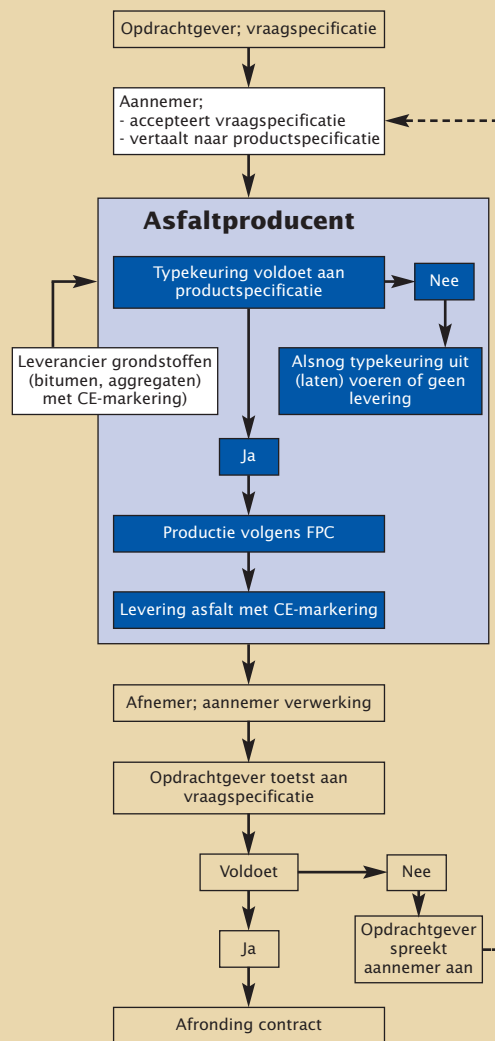 Opdrachtgever; vraagspecificatie
Aannemer;
- accepteert vraagspecificatie
- vertaalt naar productspecificatie
Asfaltproducent
Typekeuring voldoet aan
productspecificatie
Nee
Leverancier grondstoffen
(bitumen, aggregaten)
met CE-markering)
Alsnog typekeuring uit
(laten) voeren of geen
levering
Ja
Productie volgens FPC
Levering asfalt met CE-markering
Afnemer; aannemer verwerking
Opdrachtgever toetst aan
vraagspecificatie
Voldoet
Nee
Ja
Opdrachtgever
spreekt
aannemer aan
Afronding contract